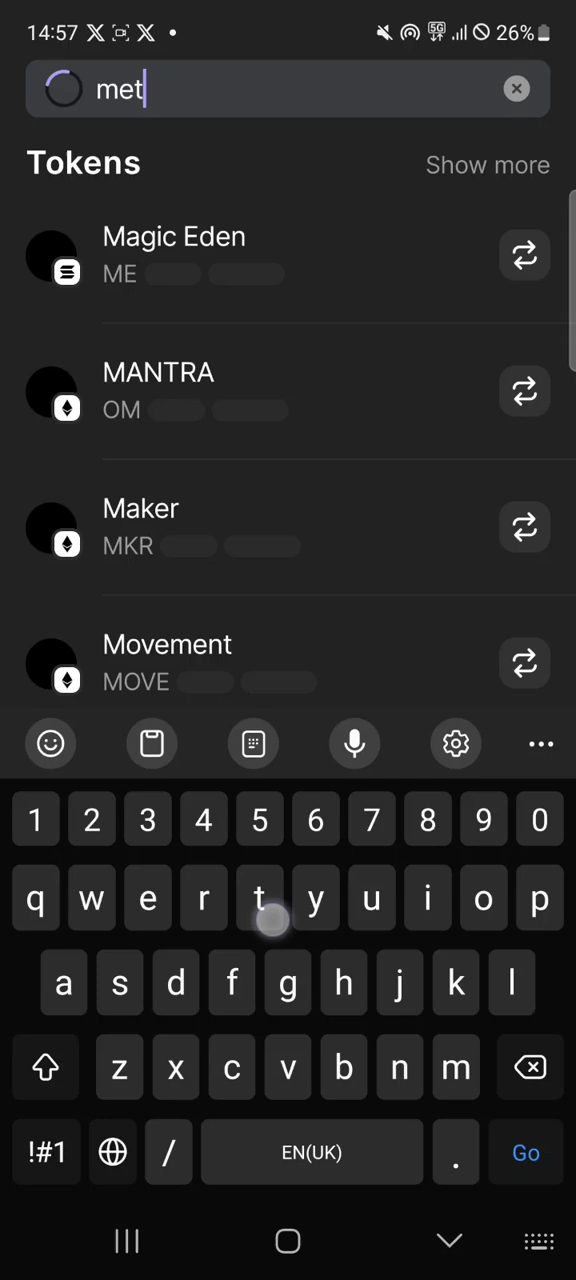 14:57 X X • 5G 26%
met
Tokens Show more
Magic Eden
ME
MANTRA
OM
Maker
MKR
Movement
MOVE
1 2 3 4 5 6 7 8 9 0
q w e r t y u i o p
a s d f g h j k l
z x c v b n m
!#1 / EN(UK) . Go